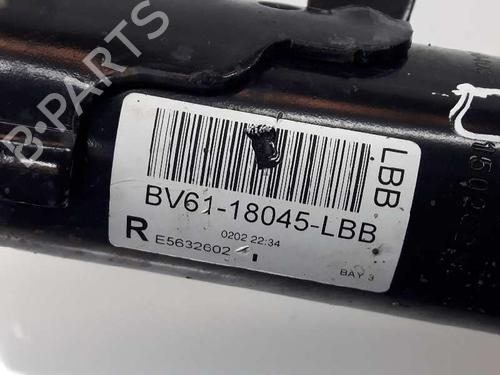 B-PARTS
LBB
BV61-18045-LBB
0202 22:34
R E5632602
BAY 3